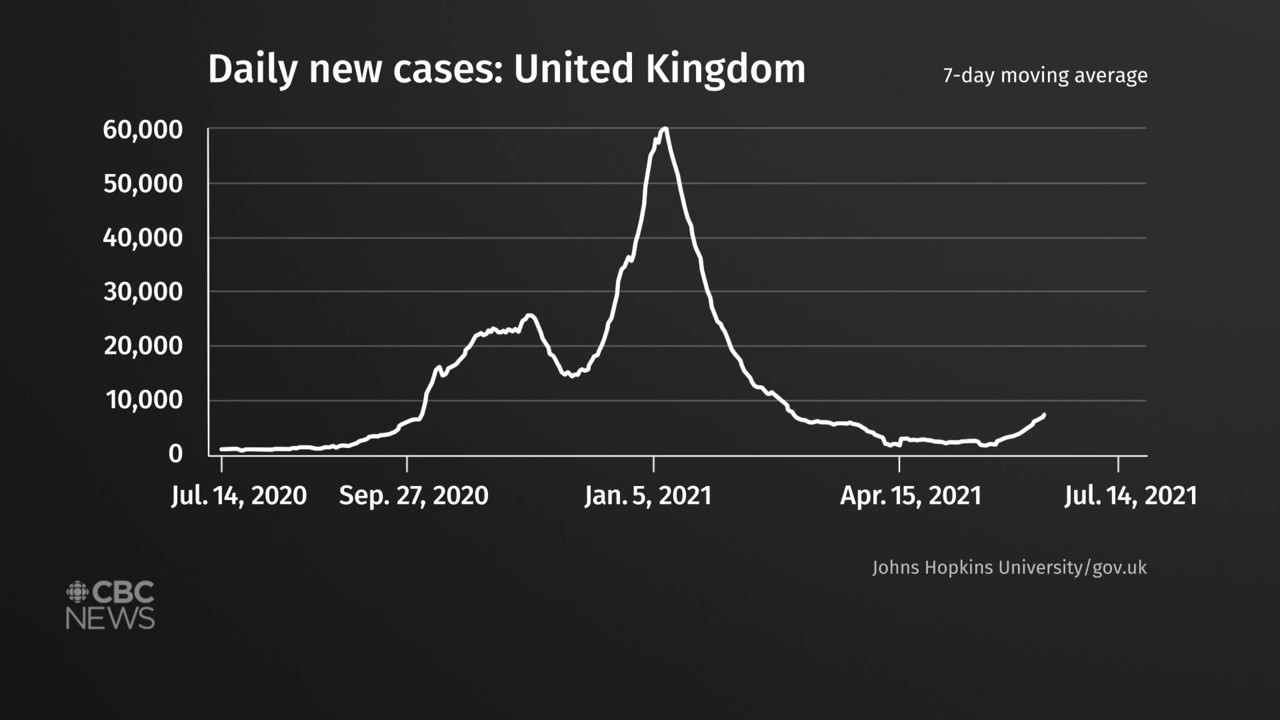 Daily new cases: United Kingdom
7-day moving average
60,000
50,000
40,000
30,000
20,000
10,000
0
Jul. 14, 2020
Sep. 27, 2020
Jan. 5, 2021
Apr. 15, 2021
Jul. 14, 2021
Johns Hopkins University/gov.uk
CBC
NEWS